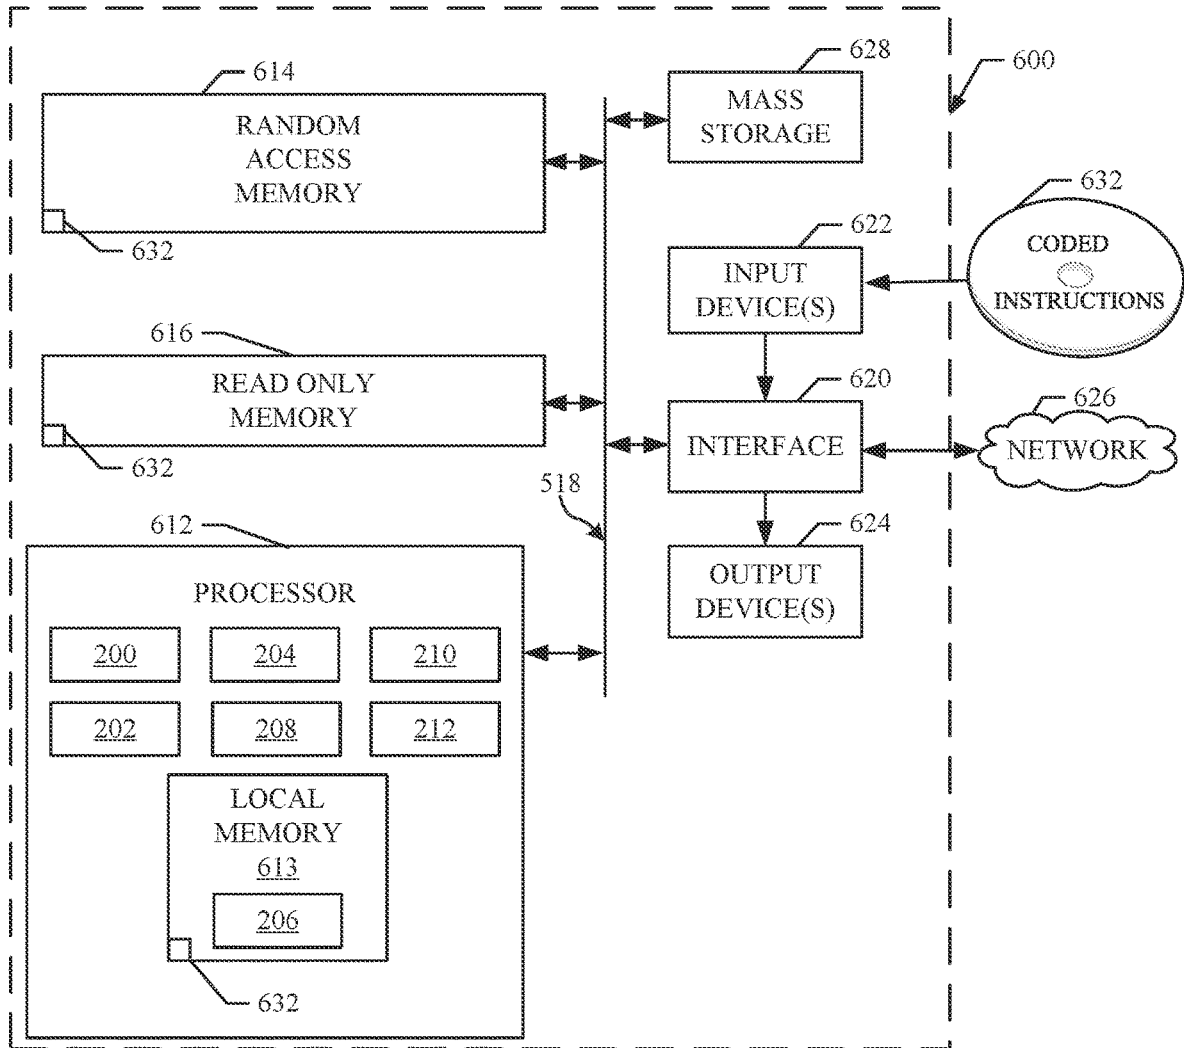 614
RANDOM
ACCESS
MEMORY
632
628
MASS
STORAGE
600
622
INPUT
DEVICE(S)
632
CODED
INSTRUCTIONS
616
READ ONLY
MEMORY
632
620
INTERFACE
626
NETWORK
518
624
OUTPUT
DEVICE(S)
612
PROCESSOR
200
204
210
202
208
212
LOCAL
MEMORY
613
206
632